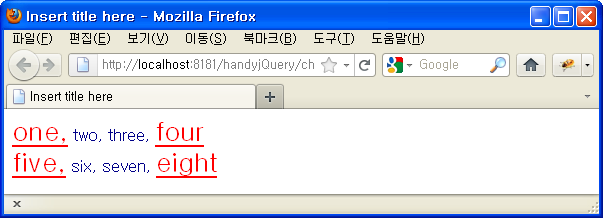 Insert title here - Mozilla Firefox
파일(F) 편집(E) 보기(V) 이동(S) 북마크(B) 도구(T) 도움말(H)
http://localhost:8181/handyjQuery/ch Google
Insert title here
one, two, three, four
five, six, seven, eight